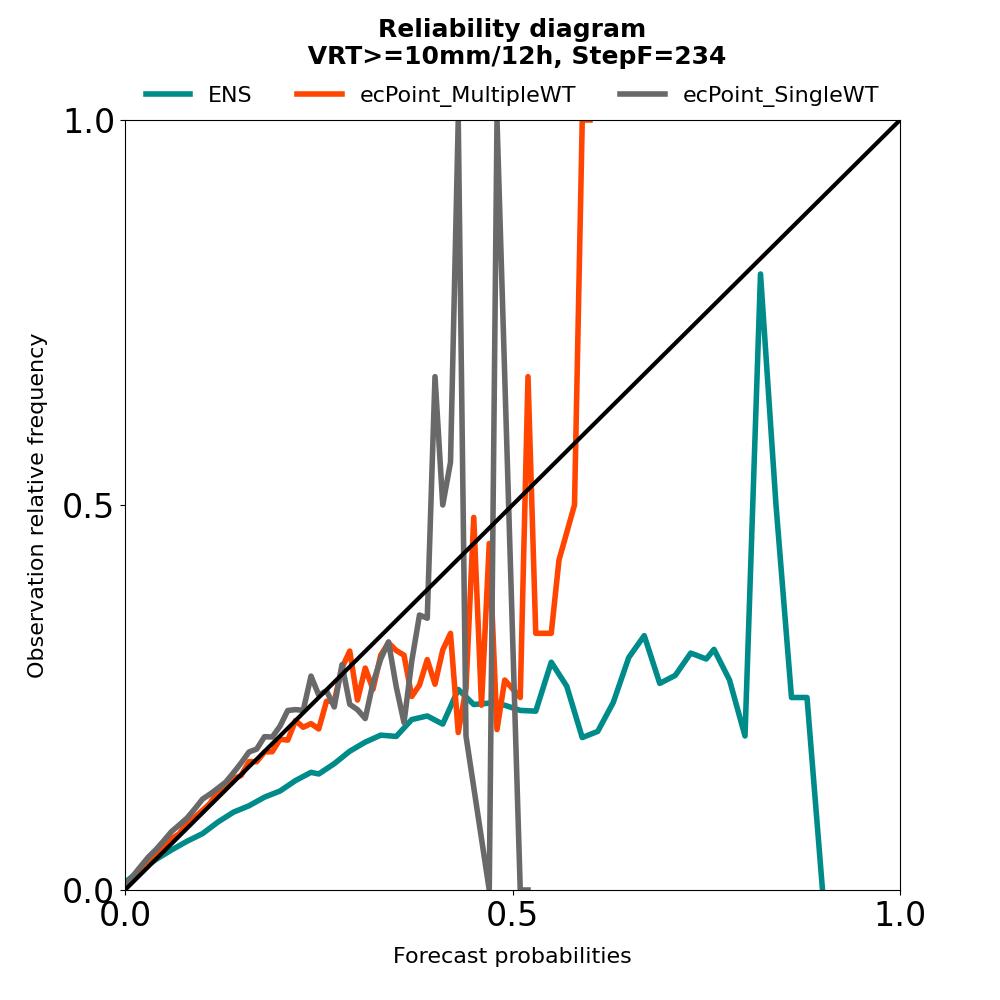 Reliability diagram
VRT>=10mm/12h, StepF=234
ENS ecPoint_MultipleWT ecPoint_SingleWT
1.0
0.5
0.0
Observation relative frequency
0.0 0.5 1.0
Forecast probabilities